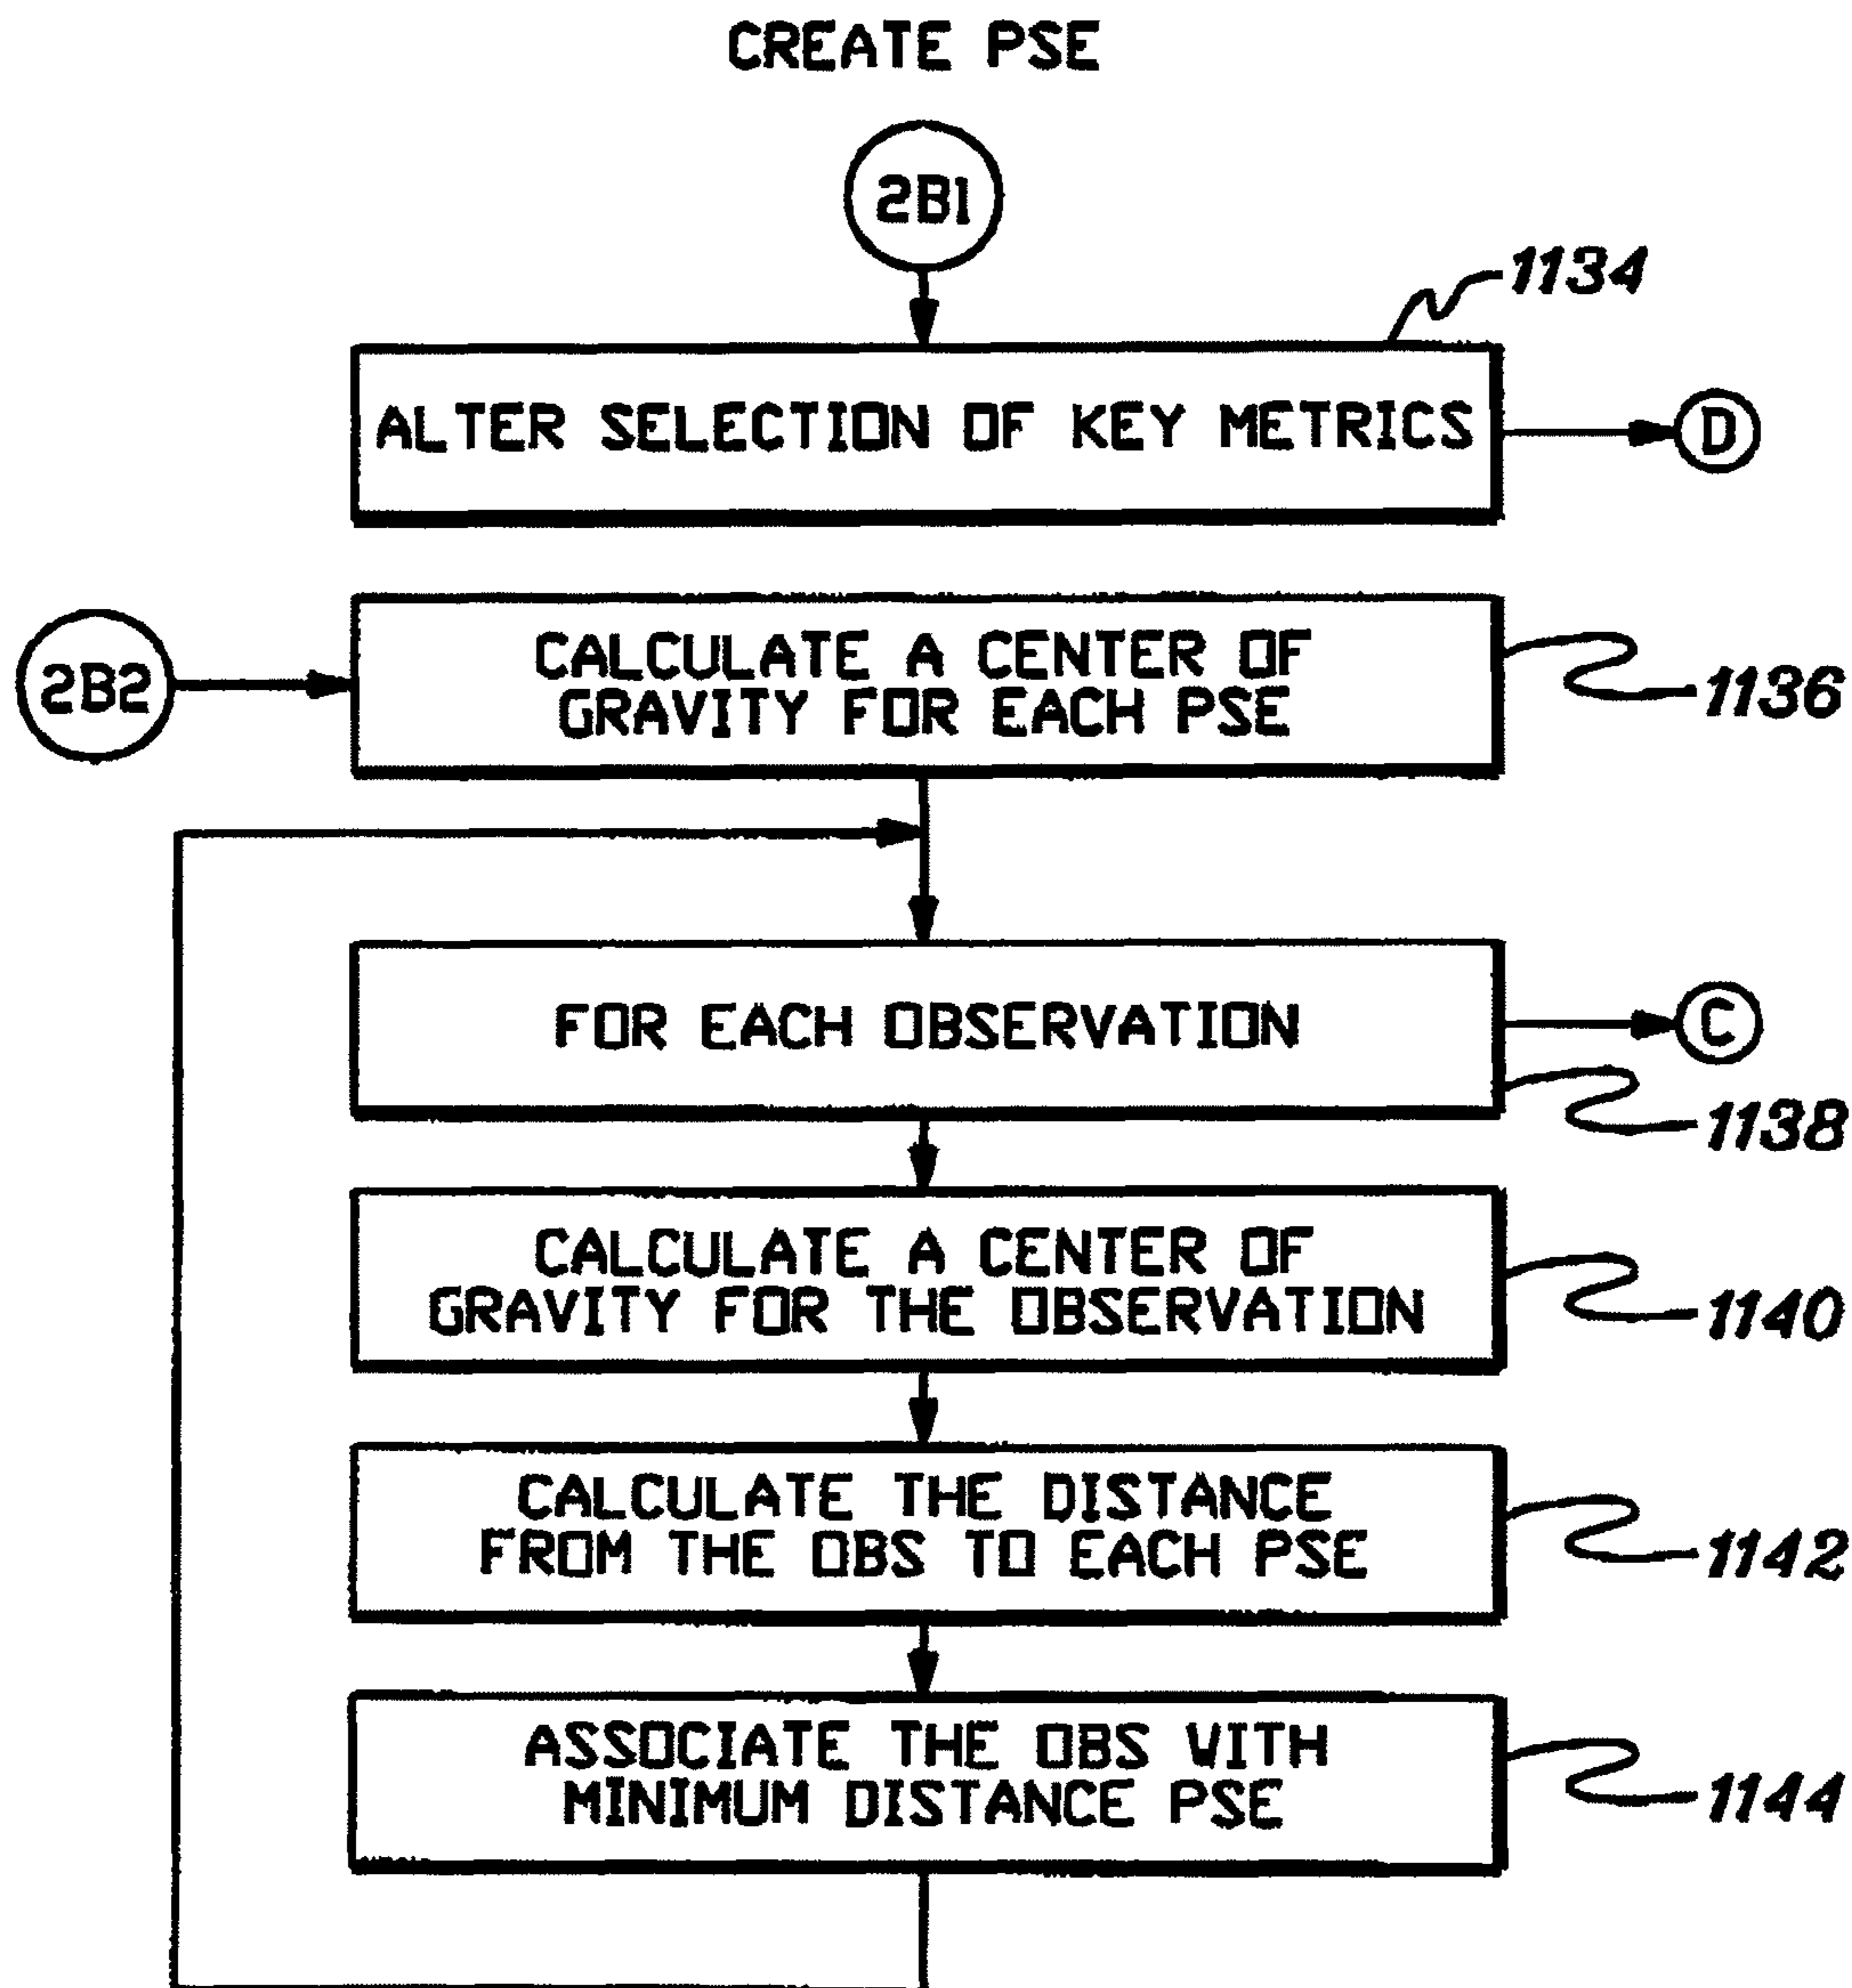 CREATE PSE
2B1
1134
ALTER SELECTION OF KEY METRICS
D
2B2
CALCULATE A CENTER OF
GRAVITY FOR EACH PSE
1136
FOR EACH OBSERVATION
C
1138
CALCULATE A CENTER OF
GRAVITY FOR THE OBSERVATION
1140
CALCULATE THE DISTANCE
FROM THE OBS TO EACH PSE
1142
ASSOCIATE THE OBS WITH
MINIMUM DISTANCE PSE
1144